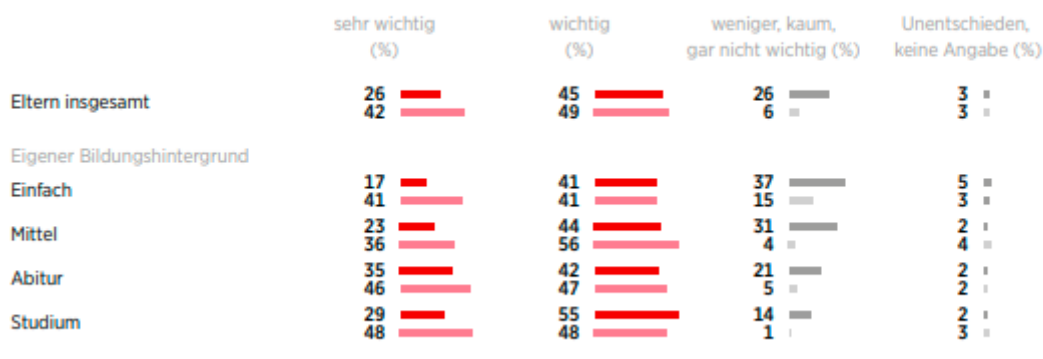 sehr wichtig wichtig weniger, kaum, Unentschieden,
(%) (%) gar nicht wichtig (%) keine Angabe (%)
Eltern insgesamt 26 45 26 3
42 49 6 3
Eigener Bildungshintergrund
Einfach 17 41 37 5
41 41 15 3
Mittel 23 44 31 2
36 56 4 4
Abitur 35 42 21 2
46 47 5 2
Studium 29 55 14 2
48 48 1 3